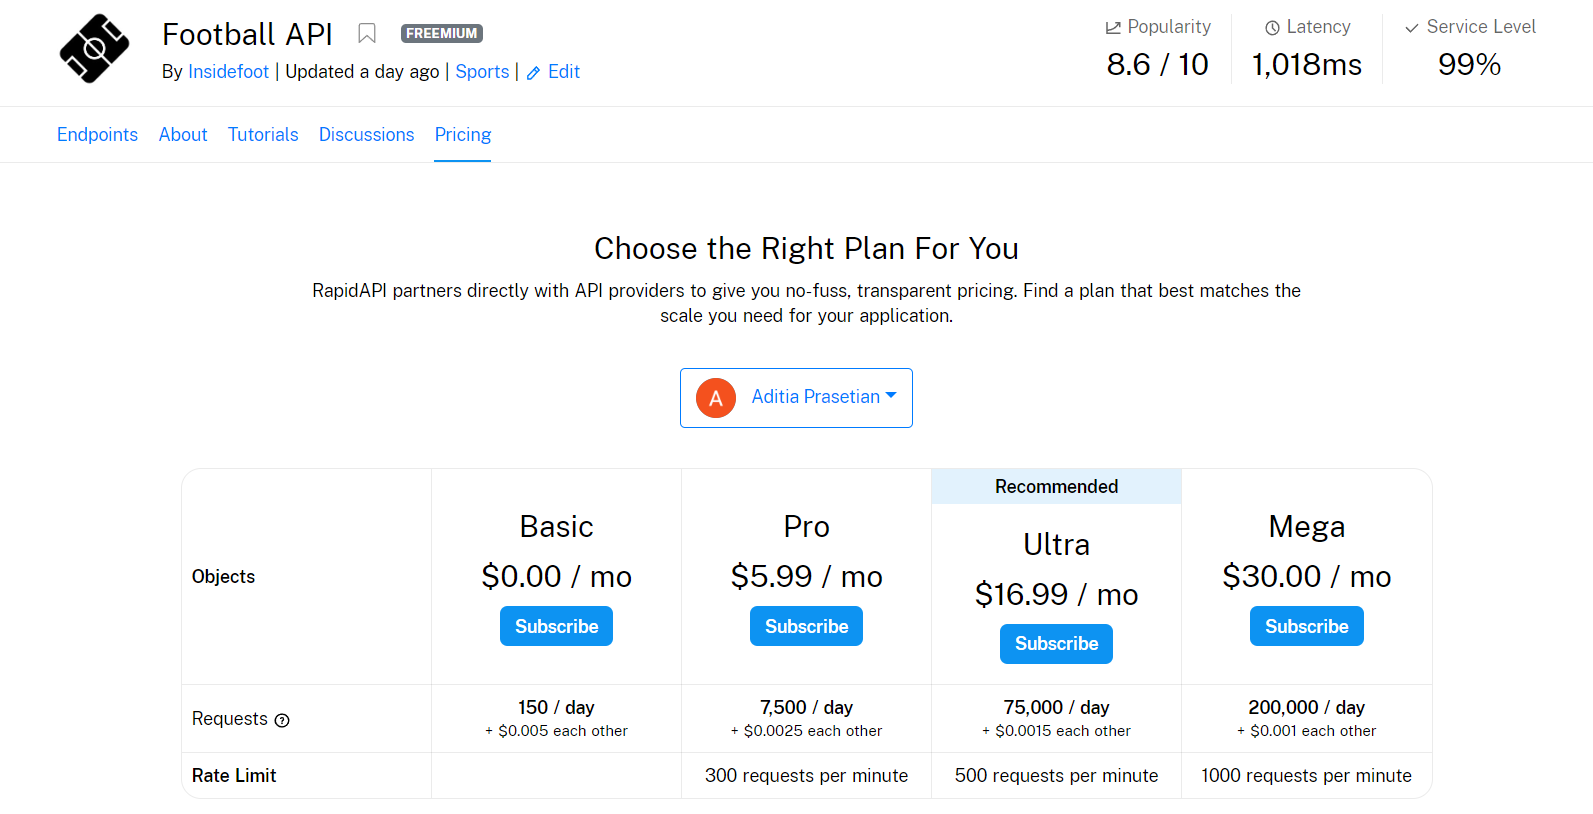 Football API FREEMIUM
By Insidefoot | Updated a day ago | Sports | Edit
Popularity
8.6 / 10
Latency
1,018ms
Service Level
99%
Endpoints About Tutorials Discussions Pricing
Choose the Right Plan For You
RapidAPI partners directly with API providers to give you no-fuss, transparent pricing. Find a plan that best matches the
scale you need for your application.
A Aditia Prasetian
Objects
Basic
$0.00 / mo
Subscribe
Pro
$5.99 / mo
Subscribe
Recommended
Ultra
$16.99 / mo
Subscribe
Mega
$30.00 / mo
Subscribe
Requests ?
150 / day
+ $0.005 each other
7,500 / day
+ $0.0025 each other
75,000 / day
+ $0.0015 each other
200,000 / day
+ $0.001 each other
Rate Limit
300 requests per minute
500 requests per minute
1000 requests per minute